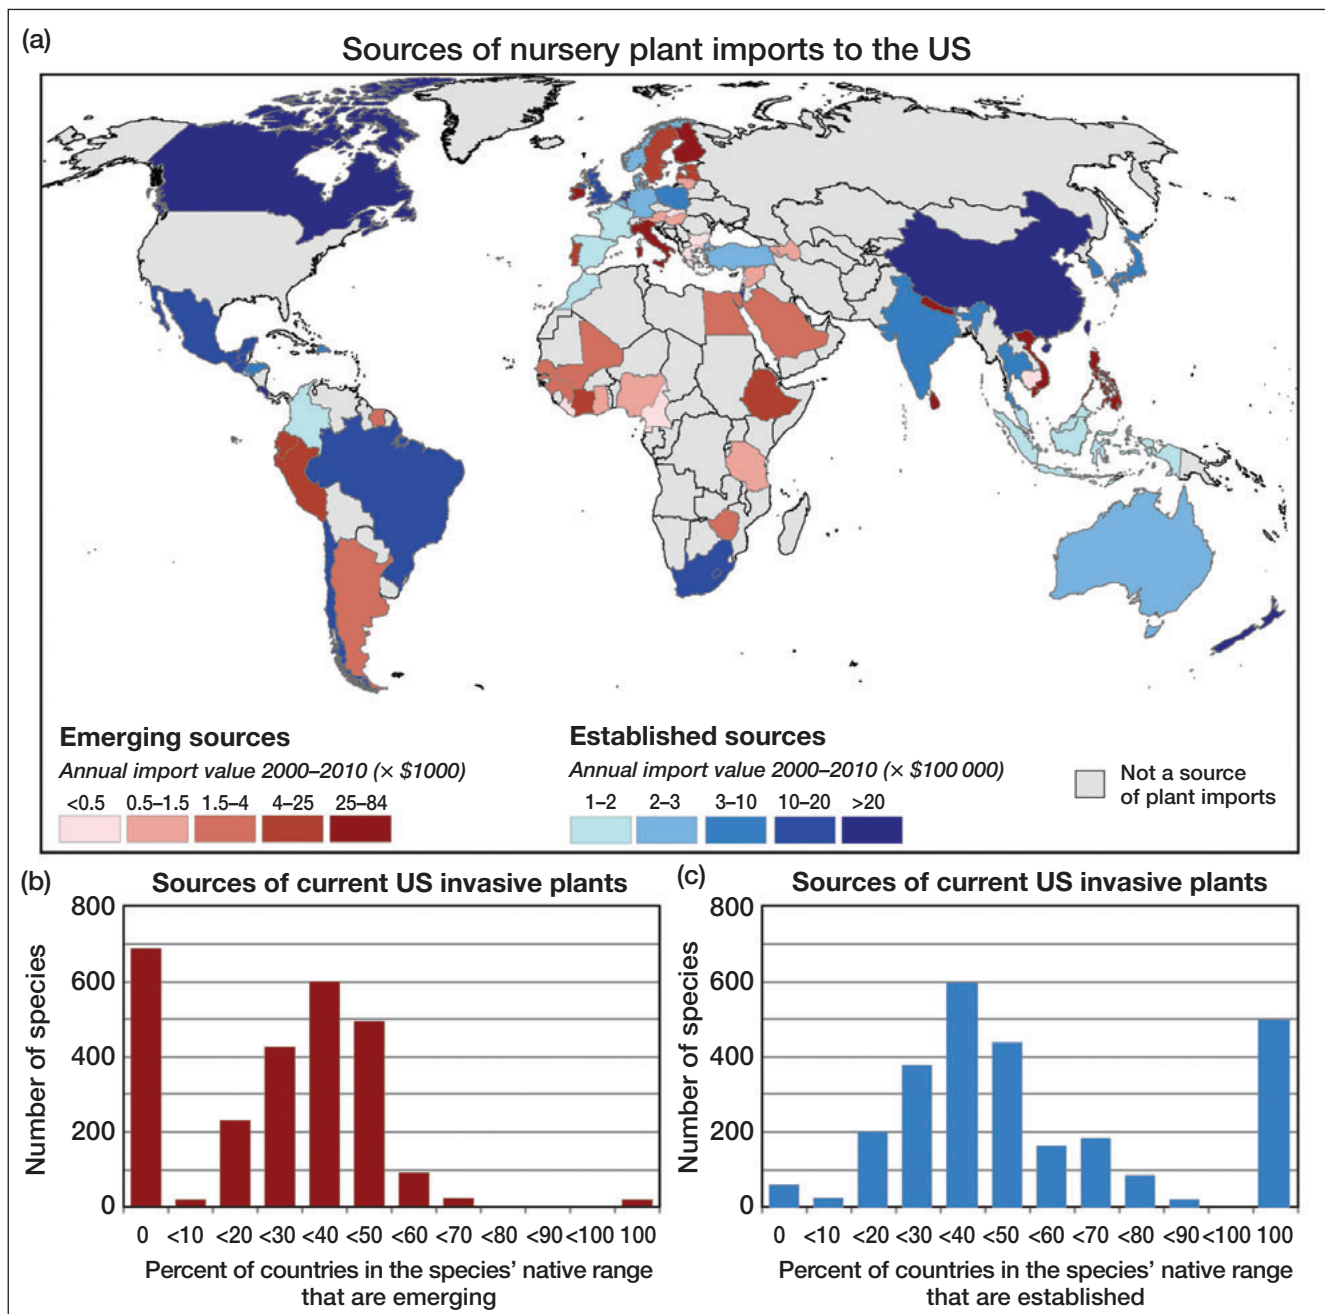 (a)
Sources of nursery plant imports to the US
Emerging sources
Annual import value 2000–2010 (× $1000)
<0.5 0.5–1.5 1.5–4 4–25 25–84
Established sources
Annual import value 2000–2010 (× $100 000)
1–2 2–3 3–10 10–20 >20
Not a source
of plant imports
(b)
Sources of current US invasive plants
Number of species
800
600
400
200
0
0 <10 <20 <30 <40 <50 <60 <70 <80 <90 <100 100
Percent of countries in the species’ native range
that are emerging
(c)
Sources of current US invasive plants
Number of species
800
600
400
200
0
0 <10 <20 <30 <40 <50 <60 <70 <80 <90 <100 100
Percent of countries in the species’ native range
that are established